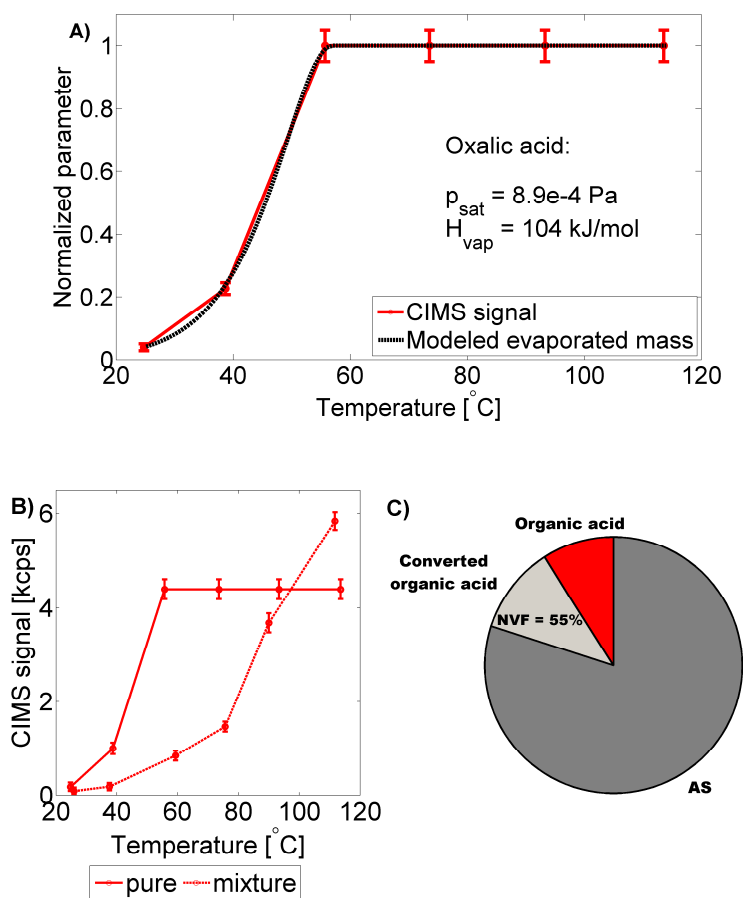 A)
Normalized parameter
1
0.8
0.6
0.4
0.2
0
Oxalic acid:
p_sat = 8.9e-4 Pa
H_vap = 104 kJ/mol
CIMS signal
Modeled evaporated mass
20 40 60 80 100 120
Temperature [°C]
B)
CIMS signal [kcps]
6
4
2
0
20 40 60 80 100 120
Temperature [°C]
pure mixture
C)
Organic acid
Converted
organic acid
NVF = 55%
AS